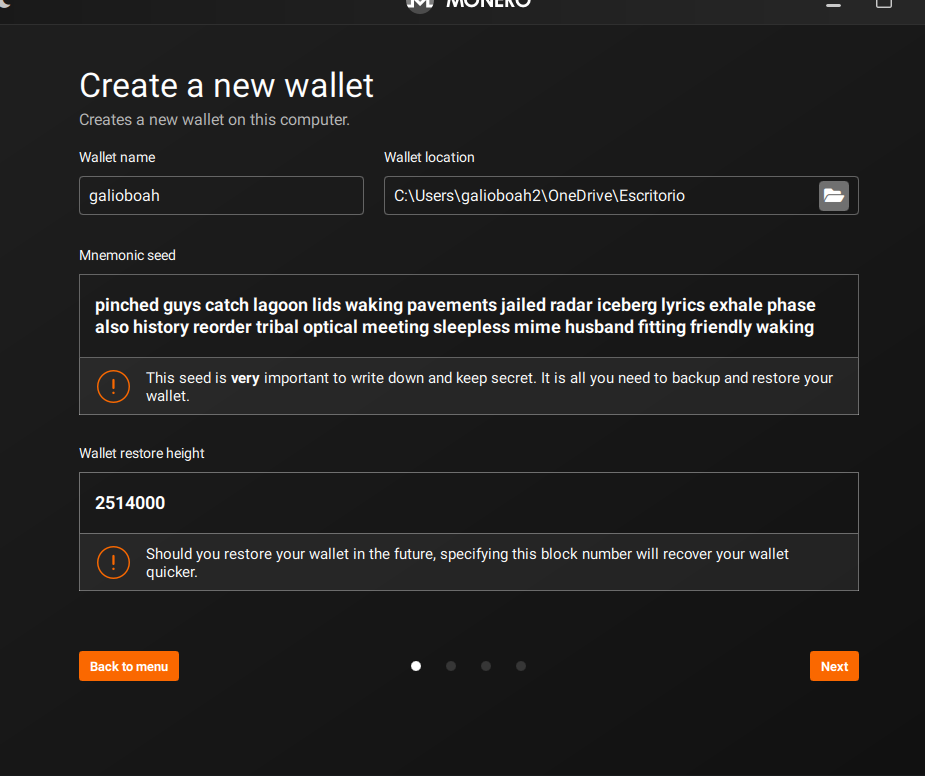 MONERO
Create a new wallet
Creates a new wallet on this computer.
Wallet name
Wallet location
galioboah
C:\Users\galioboah2\OneDrive\Escritorio
Mnemonic seed
pinched guys catch lagoon lids waking pavements jailed radar iceberg lyrics exhale phase
also history reorder tribal optical meeting sleepless mime husband fitting friendly waking
This seed is very important to write down and keep secret. It is all you need to backup and restore your
wallet.
Wallet restore height
2514000
Should you restore your wallet in the future, specifying this block number will recover your wallet
quicker.
Back to menu
Next